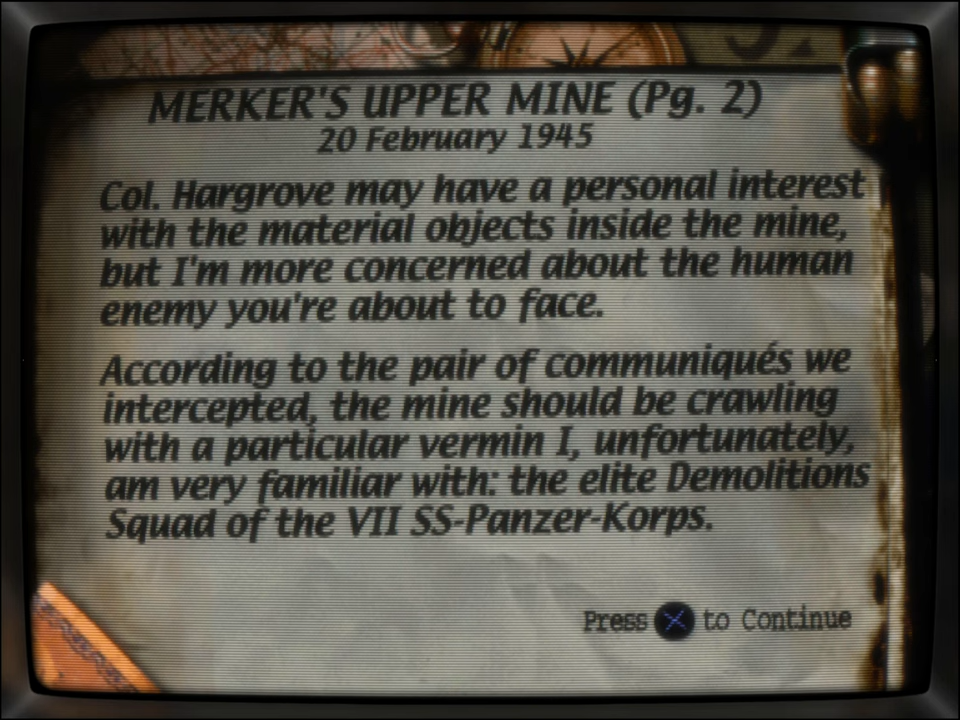 MERKER'S UPPER MINE (Pg. 2)
20 February 1945
Col. Hargrove may have a personal interest
with the material objects inside the mine,
but I'm more concerned about the human
enemy you're about to face.
According to the pair of communiqués we
intercepted, the mine should be crawling
with a particular vermin I, unfortunately,
am very familiar with: the elite Demolitions
Squad of the VII SS-Panzer-Korps.
Press X to Continue